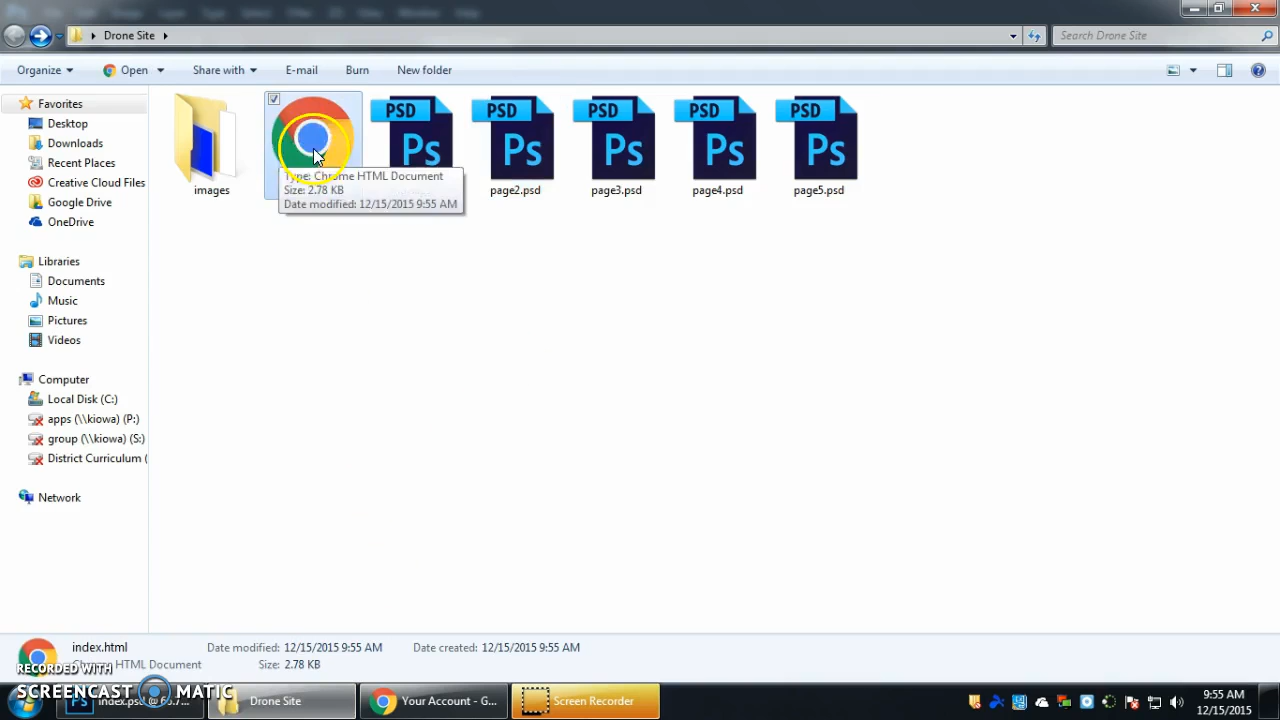 Drone Site
Search Drone Site
Organize
Open
Share with
E-mail
Burn
New folder
Favorites
Desktop
Downloads
Recent Places
Creative Cloud Files
Google Drive
OneDrive
Libraries
Documents
Music
Pictures
Videos
Computer
Local Disk (C:)
apps (\\kiowa) (P:)
group (\\kiowa) (S:)
District Curriculum (
Network
images
PSD
Ps
PSD
Ps
page2.psd
PSD
Ps
page3.psd
PSD
Ps
page4.psd
PSD
Ps
page5.psd
Type: Chrome HTML Document
Size: 2.78 KB
Date modified: 12/15/2015 9:55 AM
index.html
Date modified: 12/15/2015 9:55 AM
Date created: 12/15/2015 9:55 AM
HTML Document
Size: 2.78 KB
RECORDED WITH
SCREENCAST MATIC
Ps
index.psd @ 66.7...
Drone Site
Your Account - G...
Screen Recorder
9:55 AM
12/15/2015